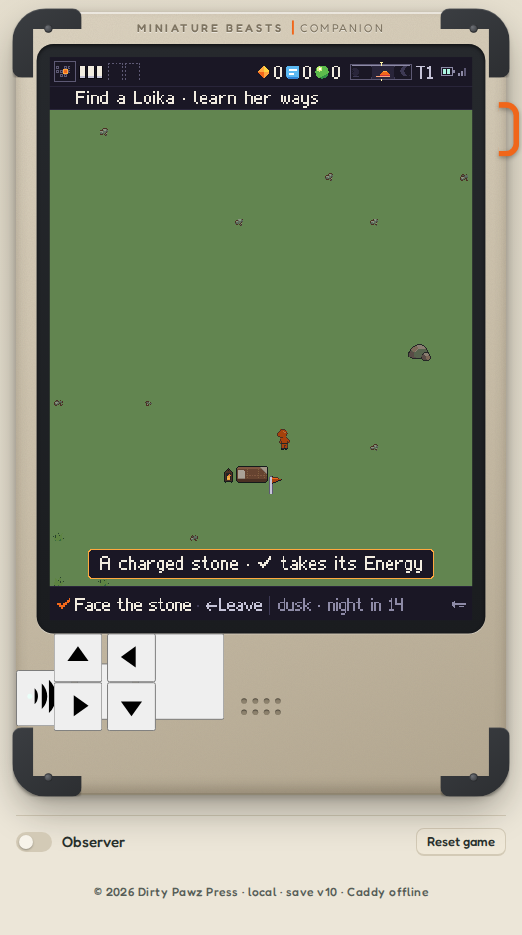 MINIATURE BEASTS | COMPANION
0 0 0 T1
Find a Loika · learn her ways
A charged stone · ✓ takes its Energy
✓ Face the stone · ←Leave | dusk · night in 14 ←
Observer
Reset game
© 2026 Dirty Pawz Press · local · save v10 · Caddy offline